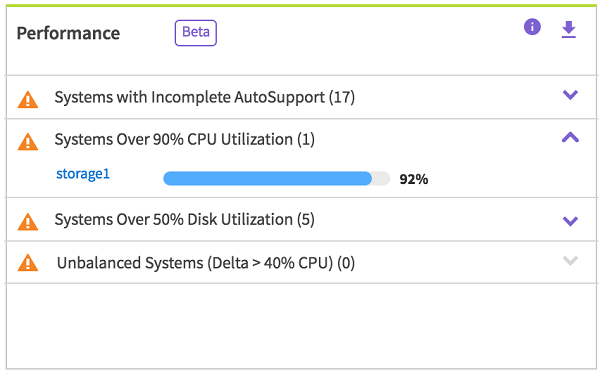 Performance
Beta
Systems with Incomplete AutoSupport (17)
Systems Over 90% CPU Utilization (1)
storage1
92%
Systems Over 50% Disk Utilization (5)
Unbalanced Systems (Delta > 40% CPU) (0)